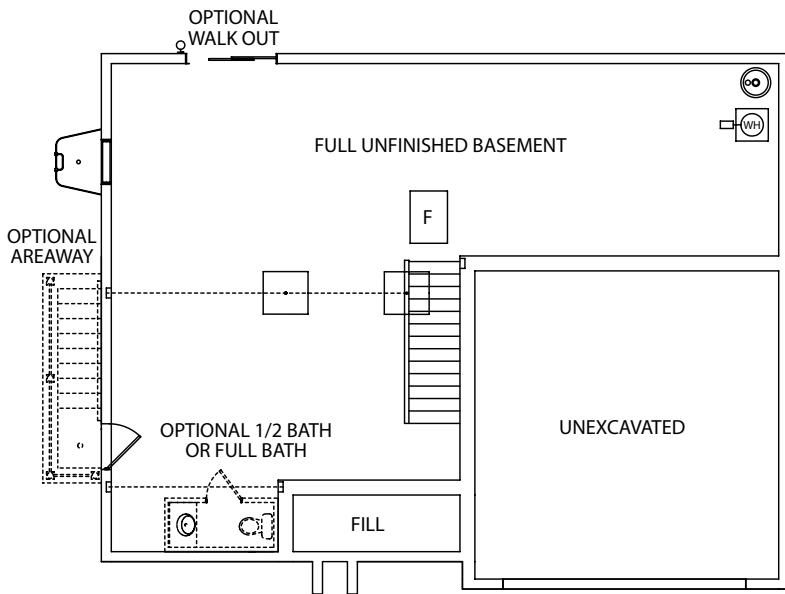 OPTIONAL
WALK OUT
WH
FULL UNFINISHED BASEMENT
F
OPTIONAL
AREAWAY
OPTIONAL 1/2 BATH
OR FULL BATH
UNEXCAVATED
FILL